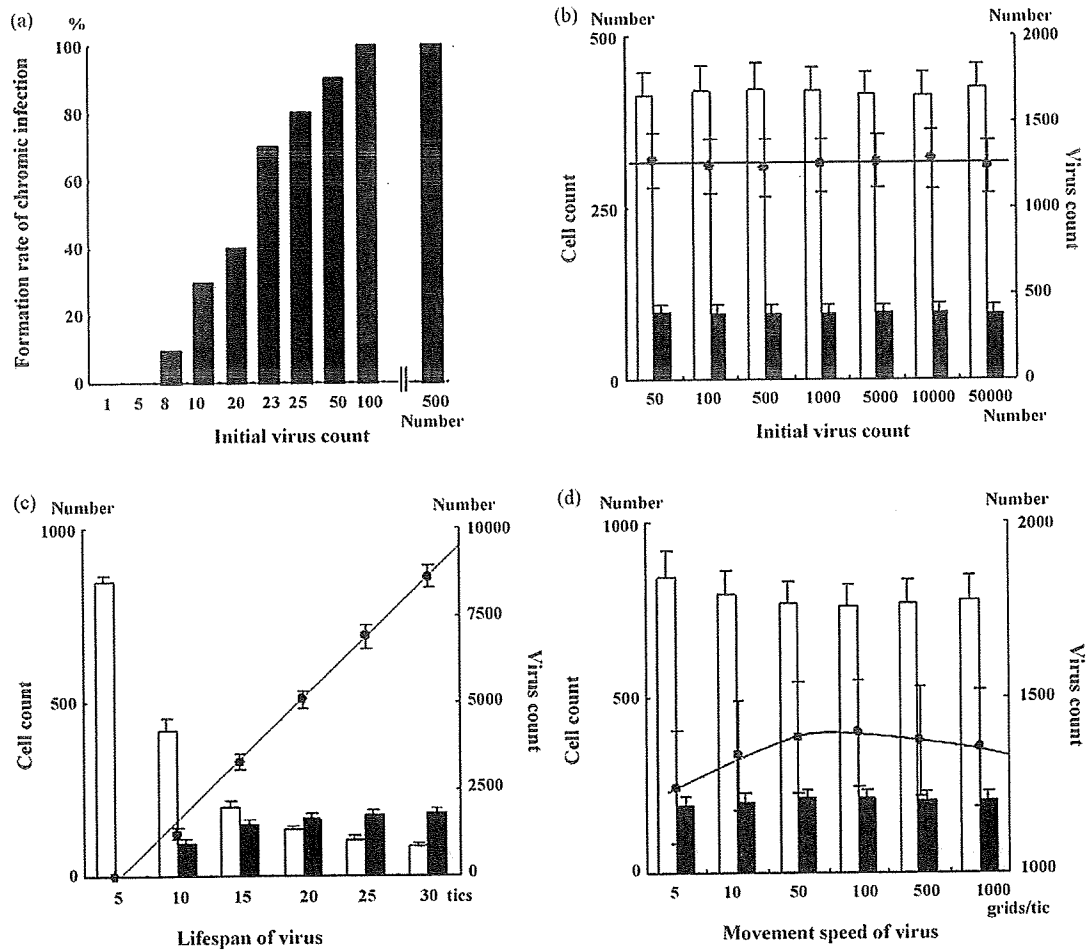 (a)
%
100
80
60
40
20
0
Formation rate of chromic infection
1 5 8 10 20 23 25 50 100 500
Number
Initial virus count
(b)
Number Number
500
250
0
Cell count
2000
1500
1000
500
0
Virus count
50 100 500 1000 5000 10000 50000
Number
Initial virus count
(c)
Number Number
1000
500
0
Cell count
10000
7500
5000
2500
0
Virus count
5 10 15 20 25 30 tics
Lifespan of virus
(d)
Number Number
1000
500
0
Cell count
2000
1500
1000
Virus count
5 10 50 100 500 1000
grids/tic
Movement speed of virus